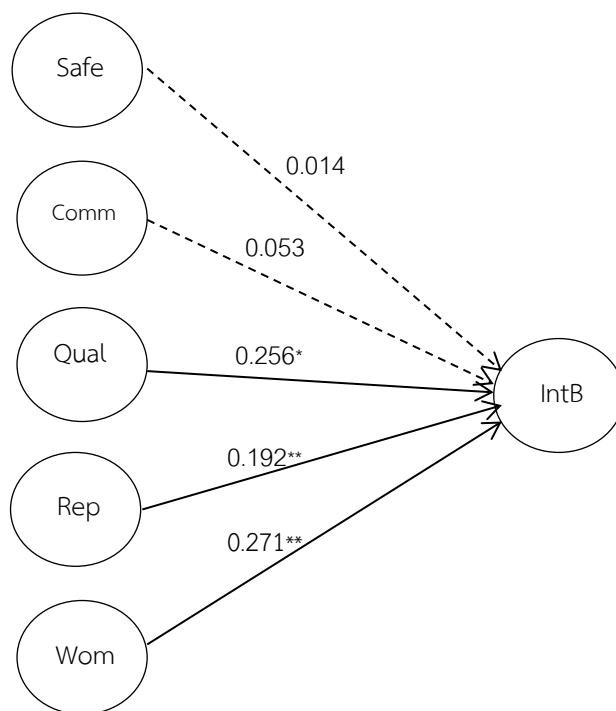 Safe
0.014
Comm
0.053
Qual
0.256*
IntB
0.192**
Rep
0.271**
Wom